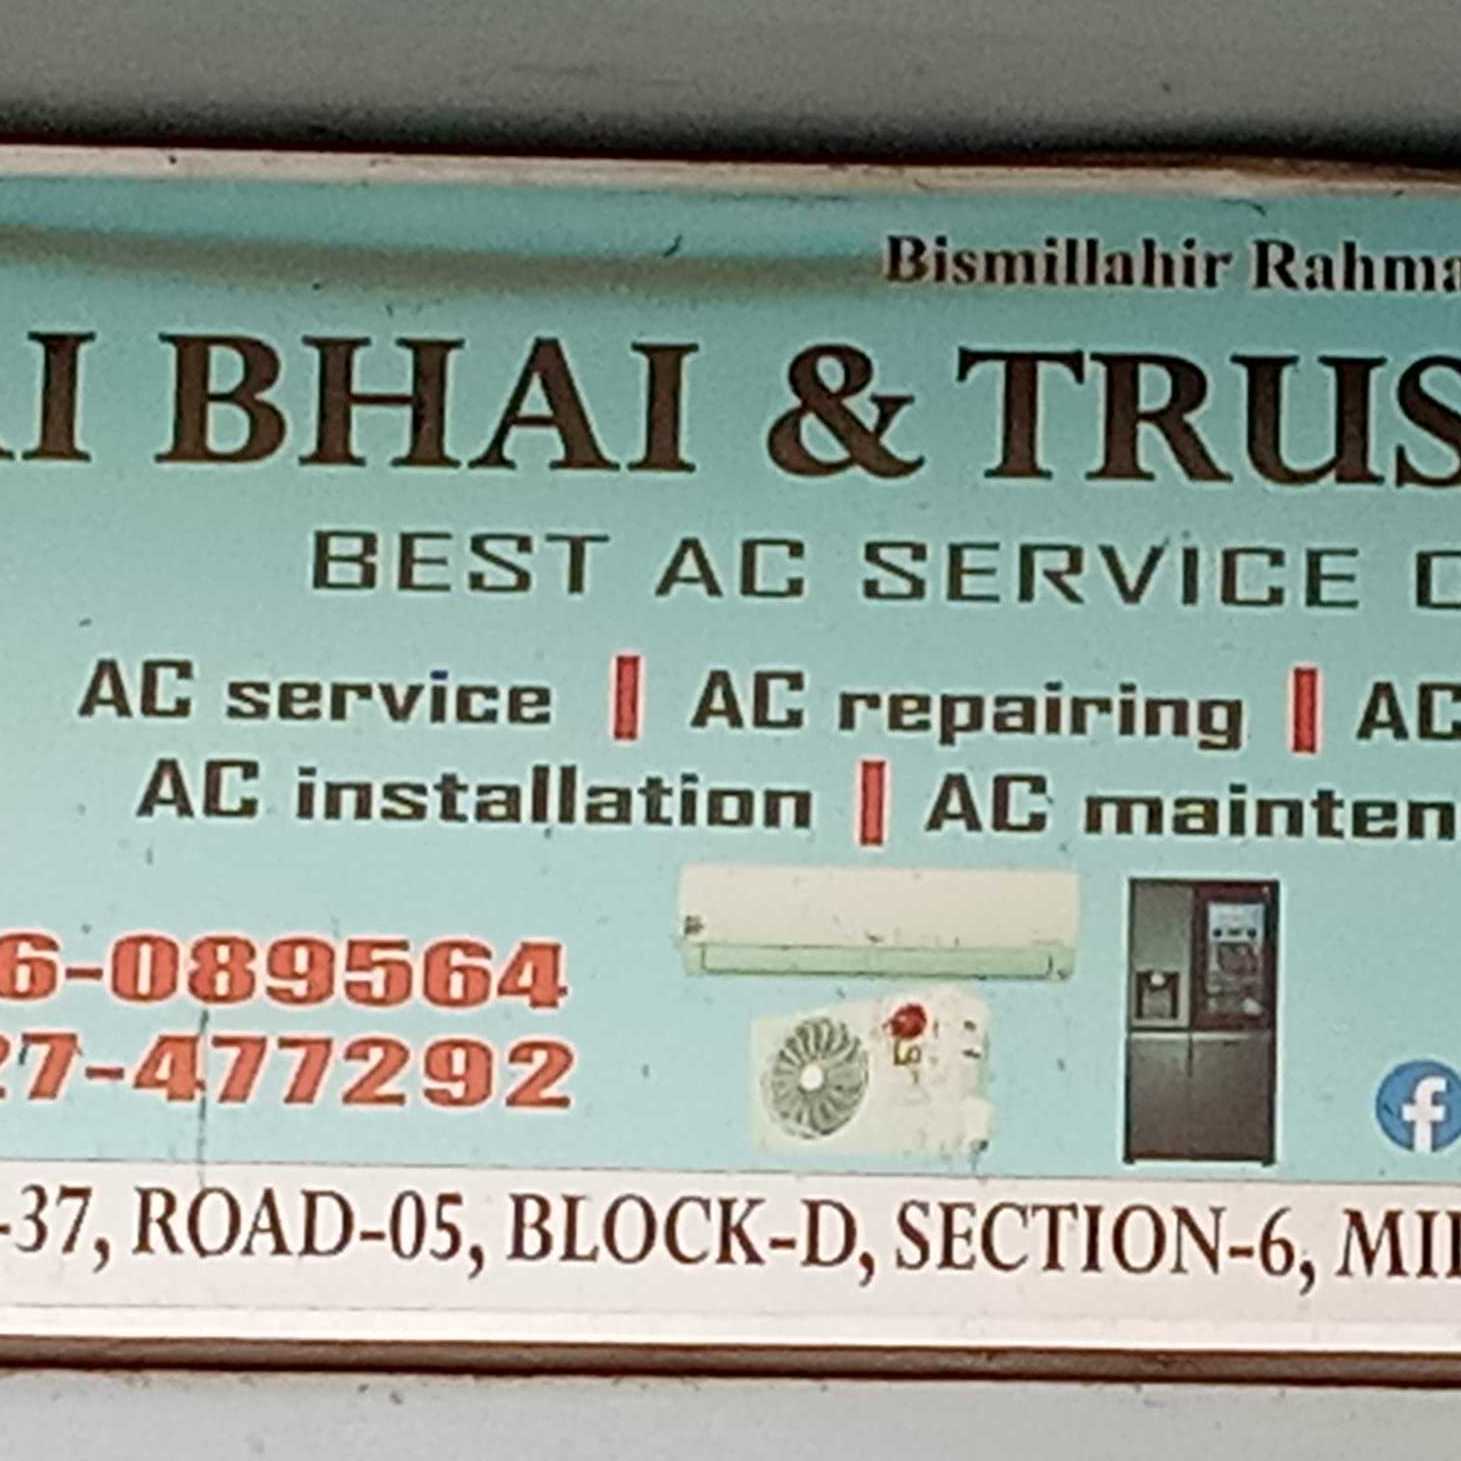 Bismillahir Rahma
AI BHAI & TRUS
BEST AC SERVICE C
AC service | AC repairing | AC
AC installation | AC mainten
6-089564
27-477292
-37, ROAD-05, BLOCK-D, SECTION-6, MI